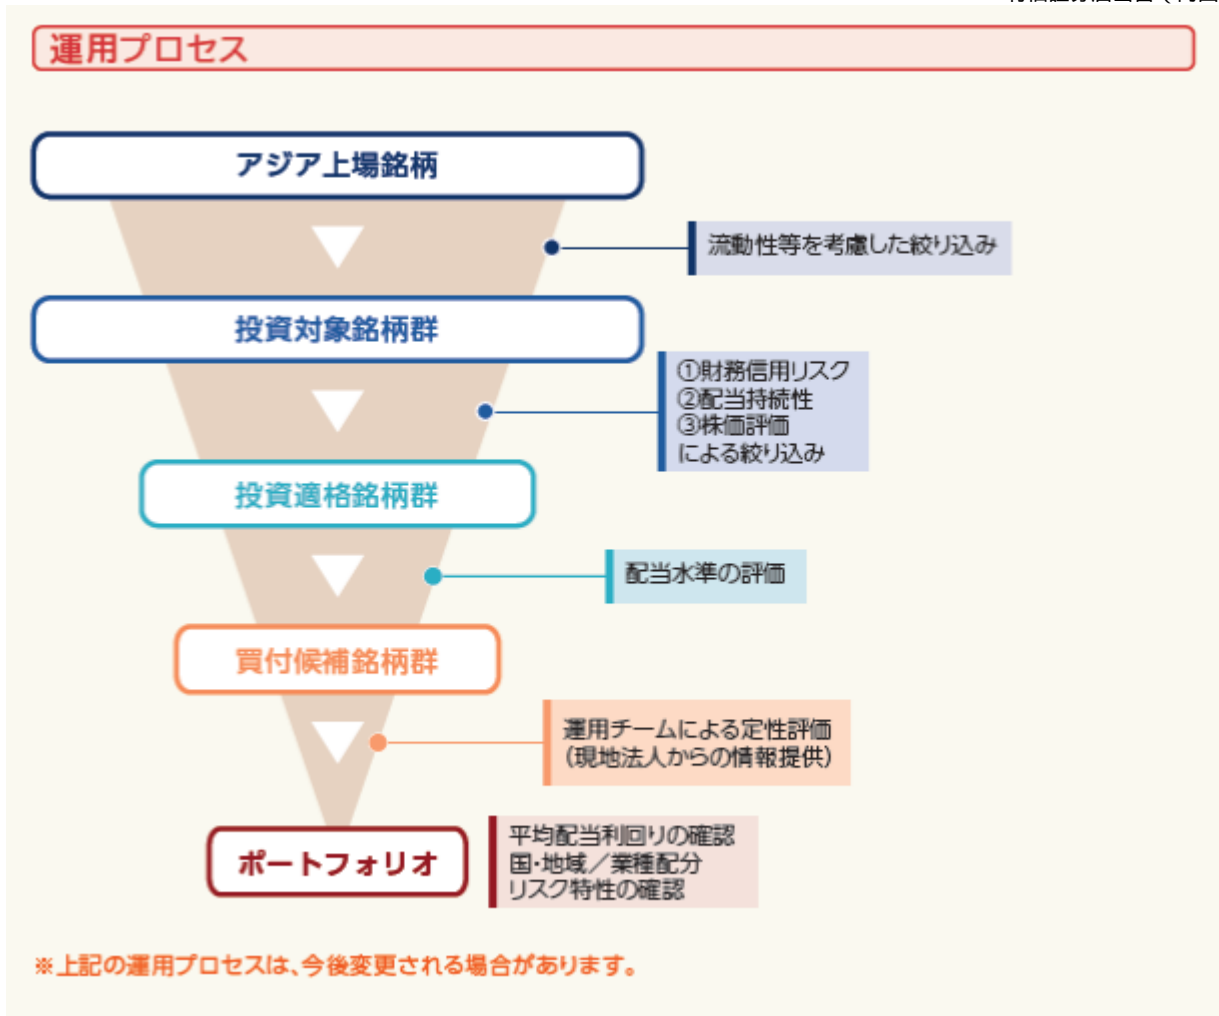 運用プロセス
アジア上場銘柄
流動性等を考慮した絞り込み
投資対象銘柄群
①財務信用リスク
②配当持続性
③株価評価
による絞り込み
投資適格銘柄群
配当水準の評価
買付候補銘柄群
運用チームによる定性評価
(現地法人からの情報提供)
ポートフォリオ
平均配当利回りの確認
国・地域／業種配分
リスク特性の確認
※上記の運用プロセスは、今後変更される場合があります。